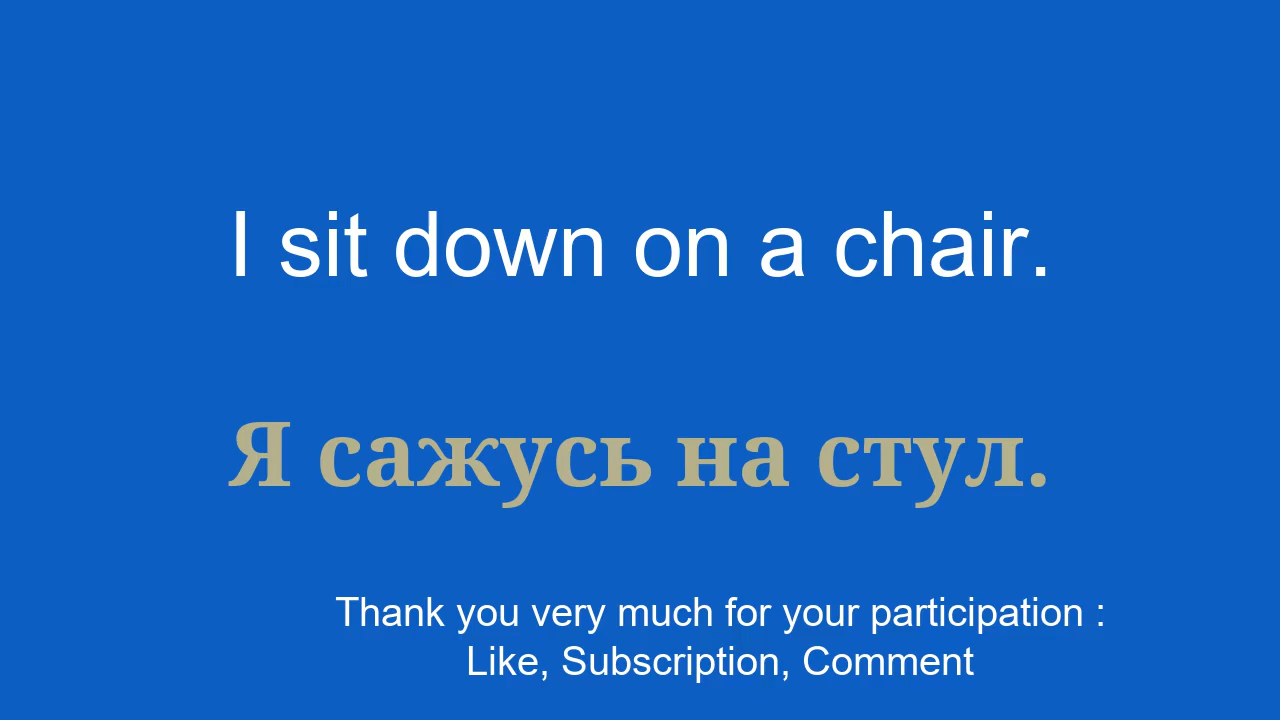 I sit down on a chair.
Я сажусь на стул.
Thank you very much for your participation :
Like, Subscription, Comment